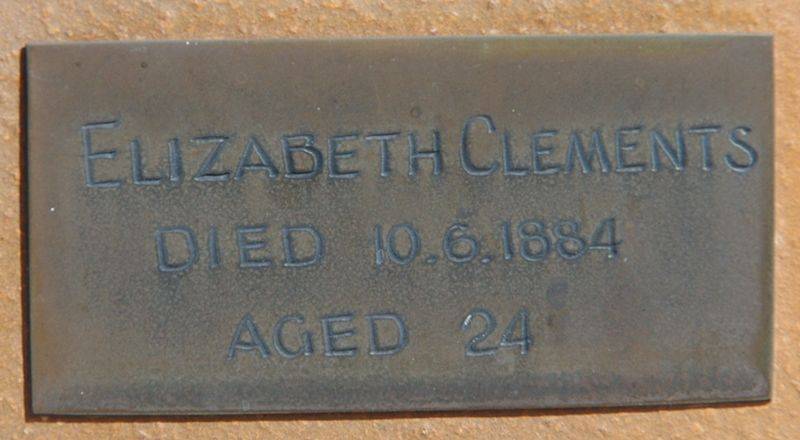 ELIZABETH CLEMENTS
DIED 10.6.1884
AGED 24